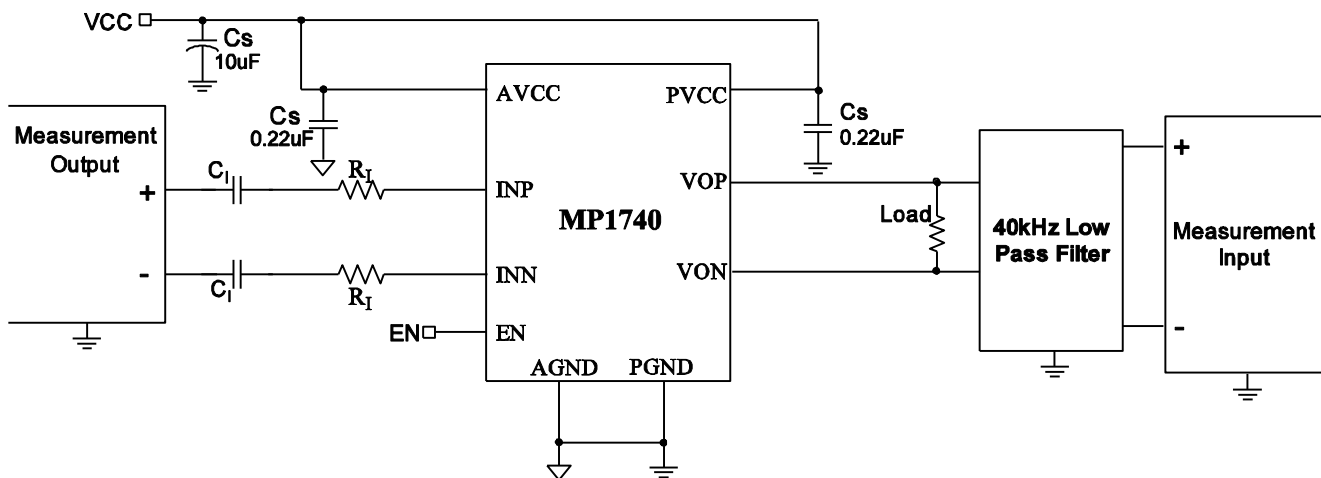 VCC
Cs
10uF
AVCC
PVCC
Cs
0.22uF
Cs
0.22uF
Measurement
Output
+
-
CI
RI
INP
CI
RI
INN
EN
EN
MP1740
AGND
PGND
VOP
VON
Load
40kHz Low
Pass Filter
+
-
Measurement
Input